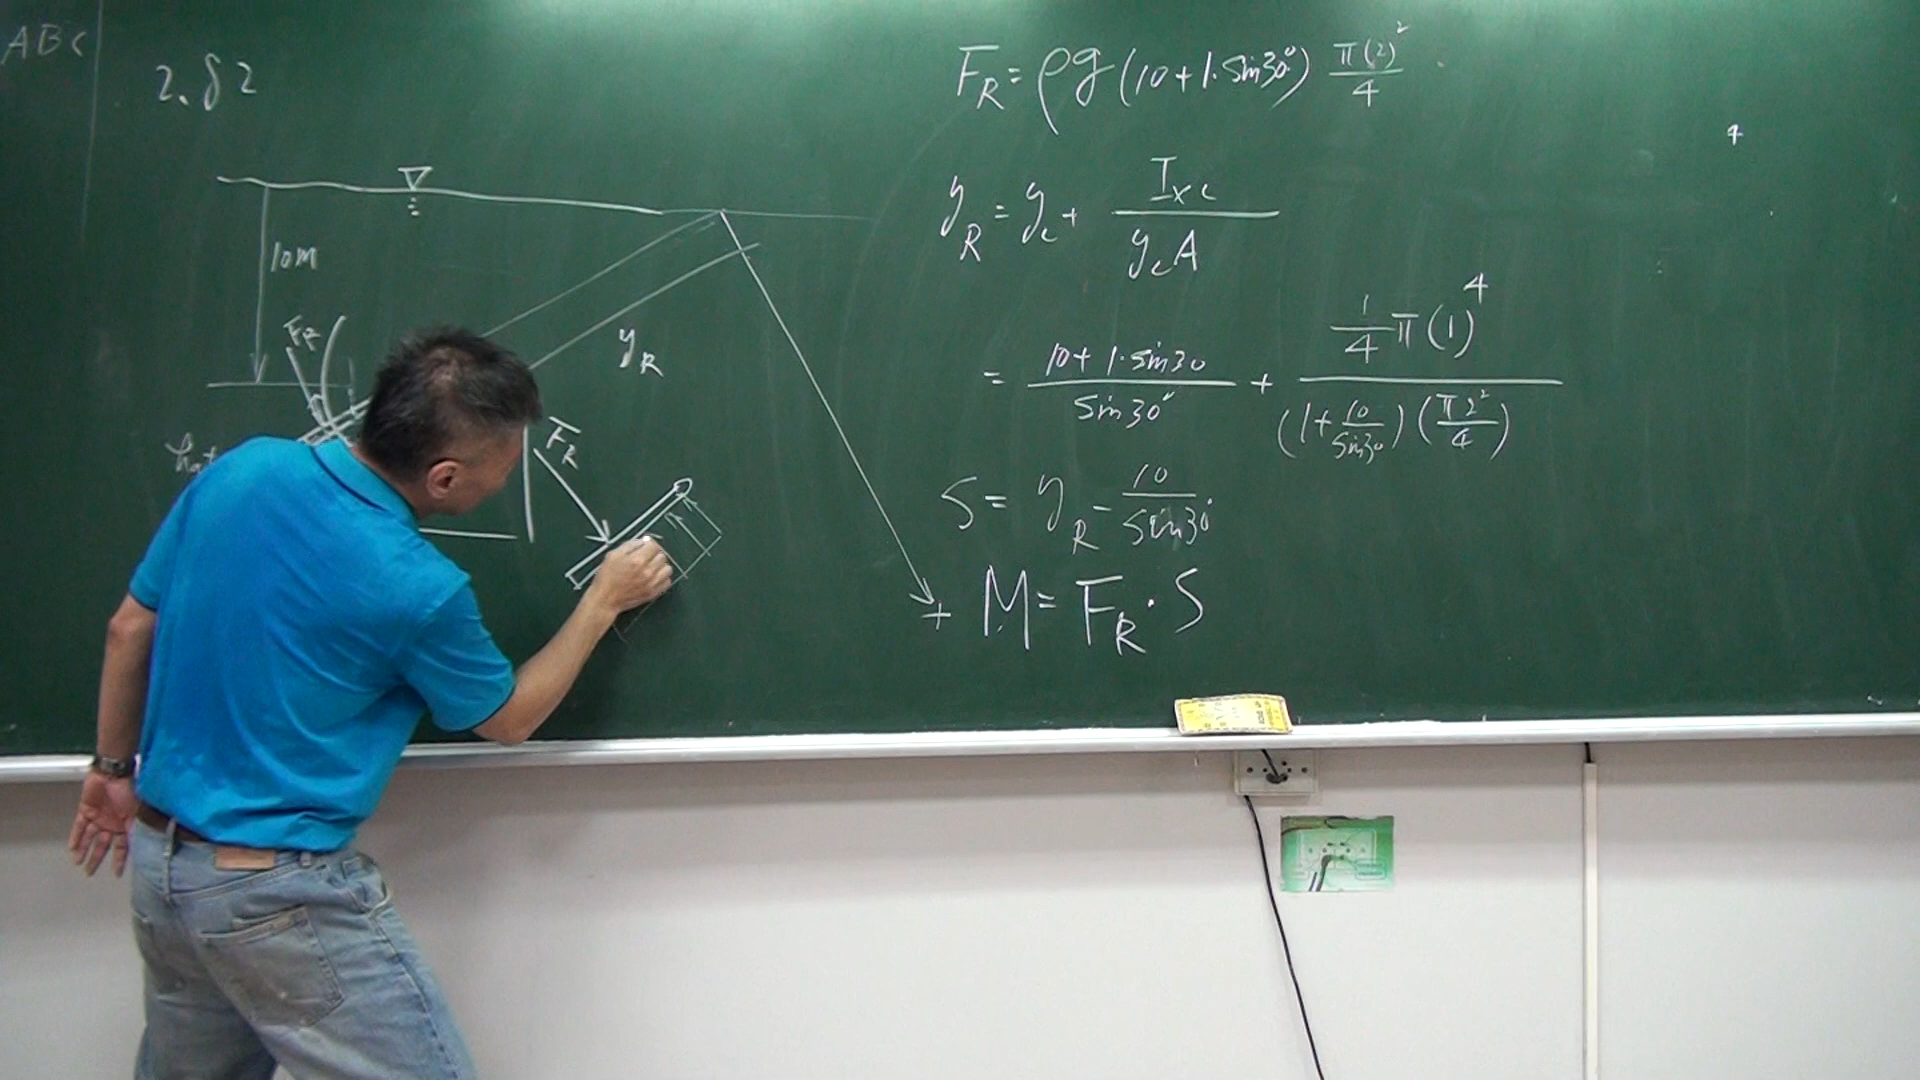 ABC
2.82
10m
F_R
y_R
F_R
F_R = ρg(10+1·sin30°) π(2)²/4
y_R = y_c + I_xc / y_c A
= (10+1·sin30)/sin30° + (1/4 π(1)^4) / ((1+10/sin30)(π2²/4))
S = y_R - 10/sin30°
+ M = F_R · S